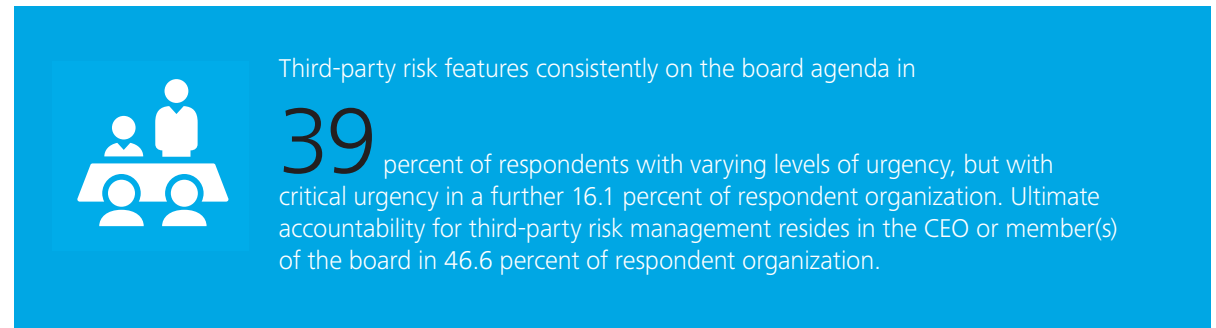 Third-party risk features consistently on the board agenda in
39 percent of respondents with varying levels of urgency, but with
critical urgency in a further 16.1 percent of respondent organization. Ultimate
accountability for third-party risk management resides in the CEO or member(s)
of the board in 46.6 percent of respondent organization.